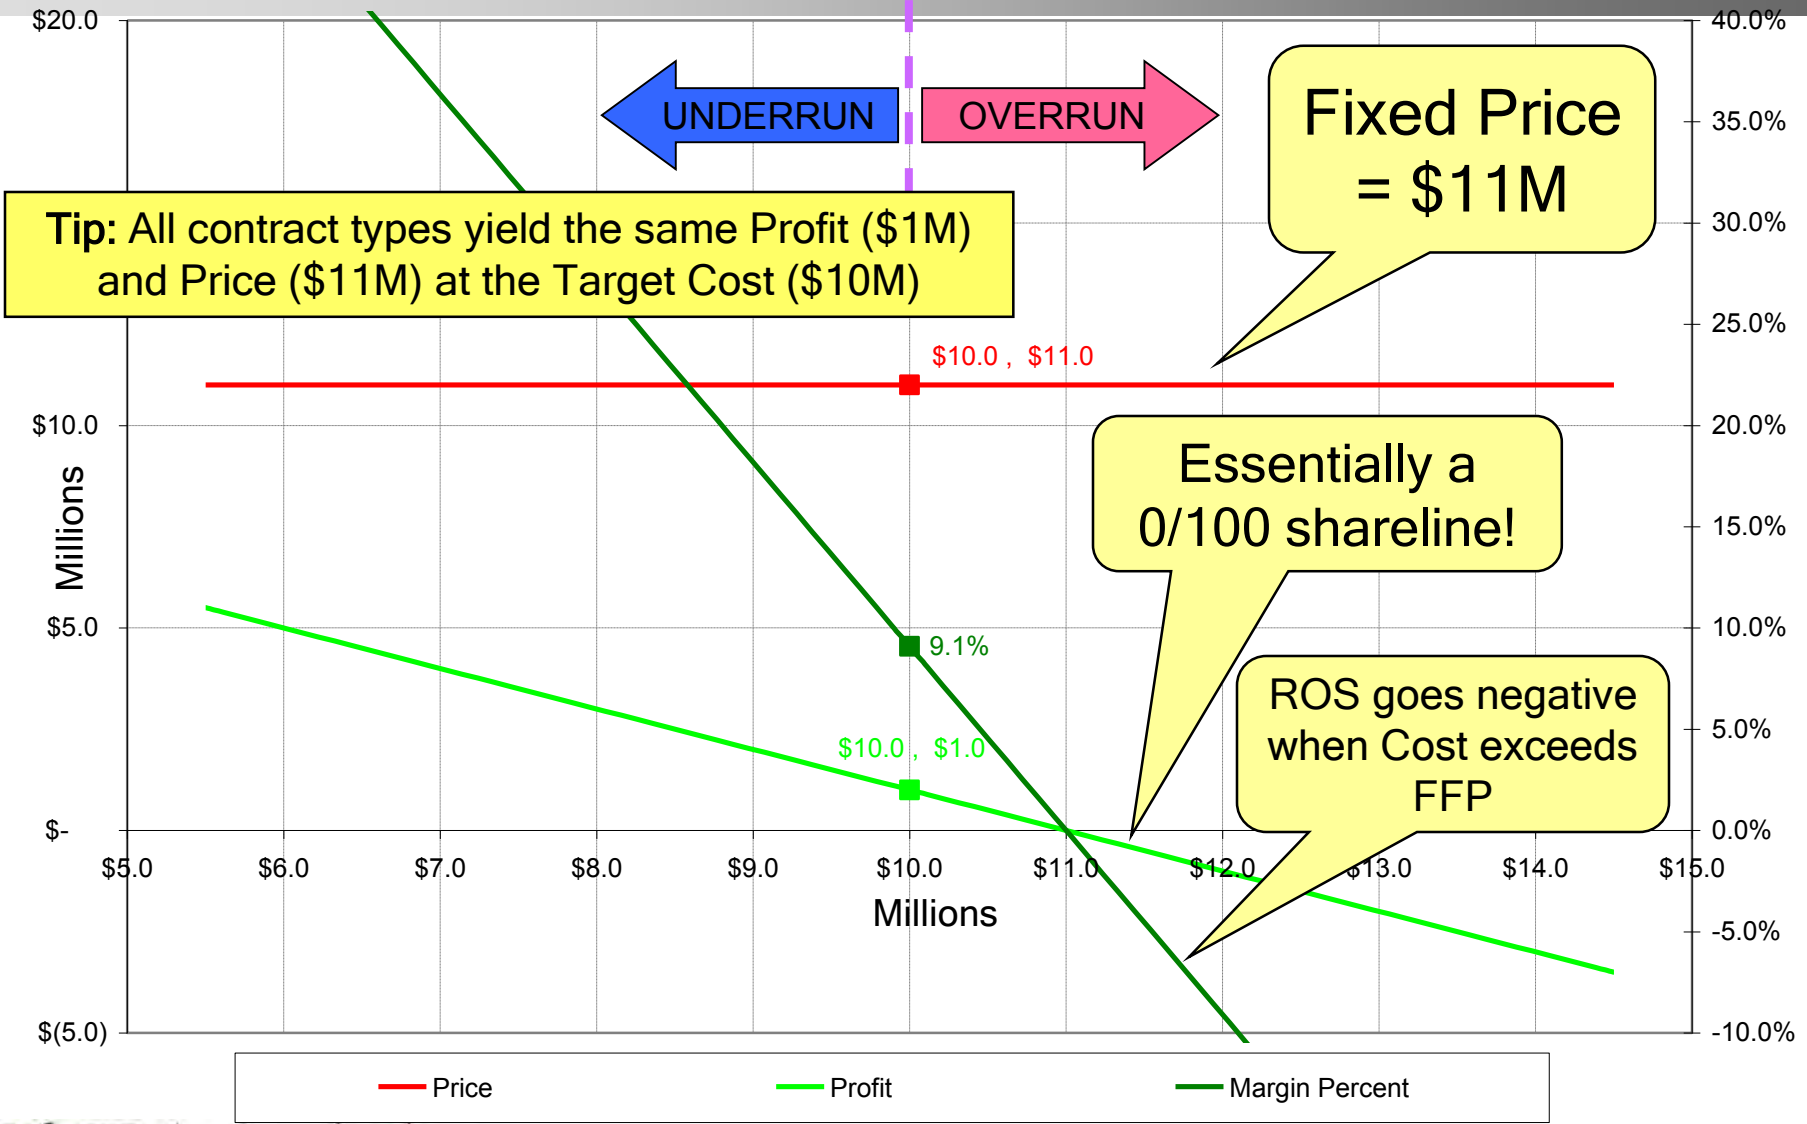 $20.0
40.0%
UNDERRUN
OVERRUN
Fixed Price
= $11M
35.0%
Tip: All contract types yield the same Profit ($1M)
and Price ($11M) at the Target Cost ($10M)
30.0%
25.0%
$10.0 , $11.0
$10.0
20.0%
Essentially a
0/100 shareline!
15.0%
Millions
$5.0
10.0%
9.1%
ROS goes negative
when Cost exceeds
FFP
5.0%
$10.0 , $1.0
$-
0.0%
$5.0 $6.0 $7.0 $8.0 $9.0 $10.0 $11.0 $12.0 $13.0 $14.0 $15.0
Millions
-5.0%
$(5.0)
-10.0%
Price Profit Margin Percent